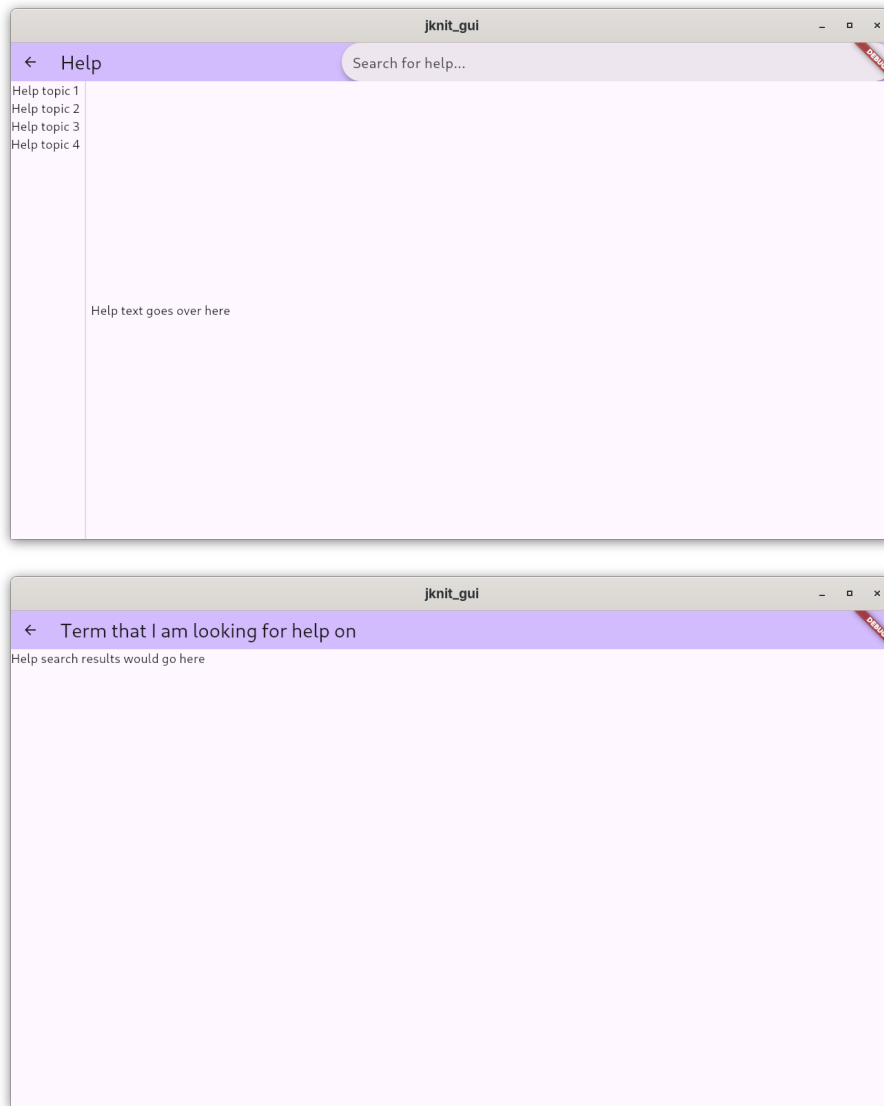 jknit_gui
Help
Search for help...
DEBUG
Help topic 1
Help topic 2
Help topic 3
Help topic 4
Help text goes over here
jknit_gui
Term that I am looking for help on
DEBUG
Help search results would go here